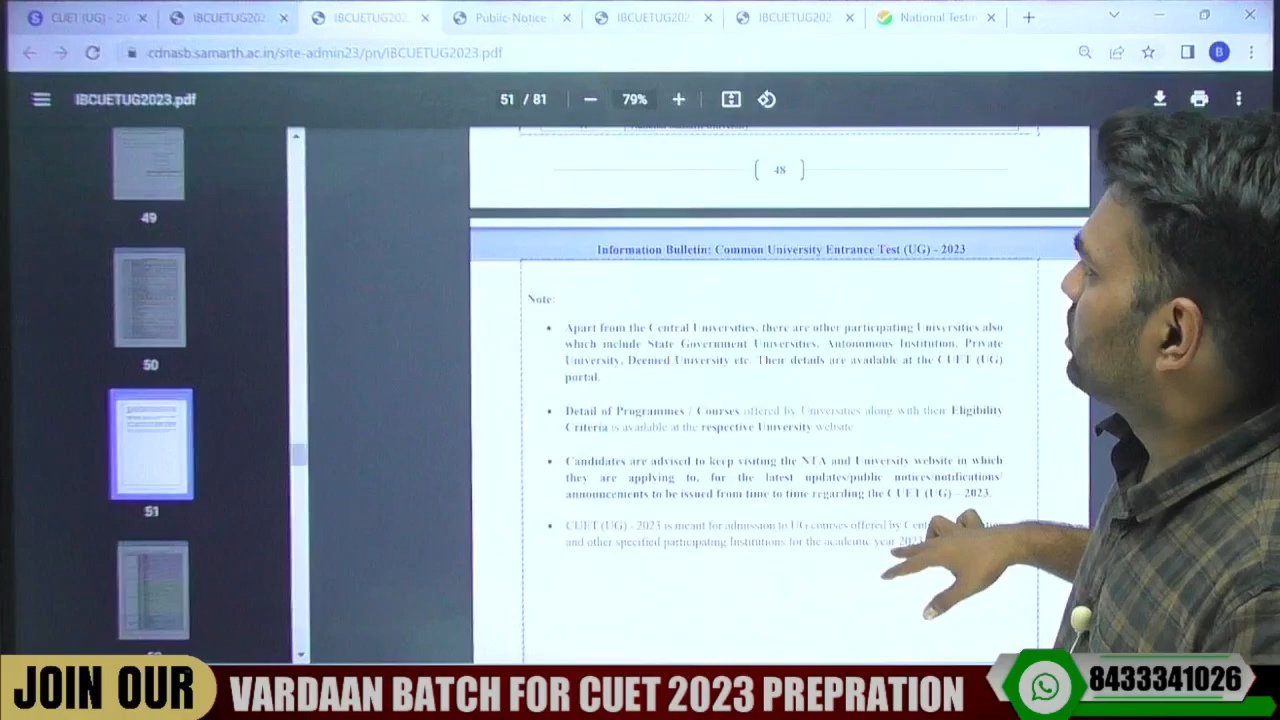 CUET (UG) - 20
IBCUETUG202
IBCUETUG202
Public-Notice
IBCUETUG202
IBCUETUG202
National Testin
cdnasb.samarth.ac.in/site-admin23/pn/IBCUETUG2023.pdf
B
IBCUETUG2023.pdf
51 / 81
79%
49
50
51
48
Information Bulletin: Common University Entrance Test (UG) - 2023
Note:
• Apart from the Central Universities, there are other participating Universities also
which include State Government Universities, Autonomous Institution, Private
University, Deemed University etc. Their details are available at the CUET (UG)
portal.
• Detail of Programmes / Courses offered by Universities along with their Eligibility
Criteria is available at the respective University website
• Candidates are advised to keep visiting the NTA and University website in which
they are applying to, for the latest updates/public notices/notifications/
announcements to be issued from time to time regarding the CUET (UG) – 2023.
• CUET (UG) - 2023 is meant for admission to UG courses offered by
and other specified participating Institutions for the academic year
JOIN OUR
VARDAAN BATCH FOR CUET 2023 PREPRATION
8433341026